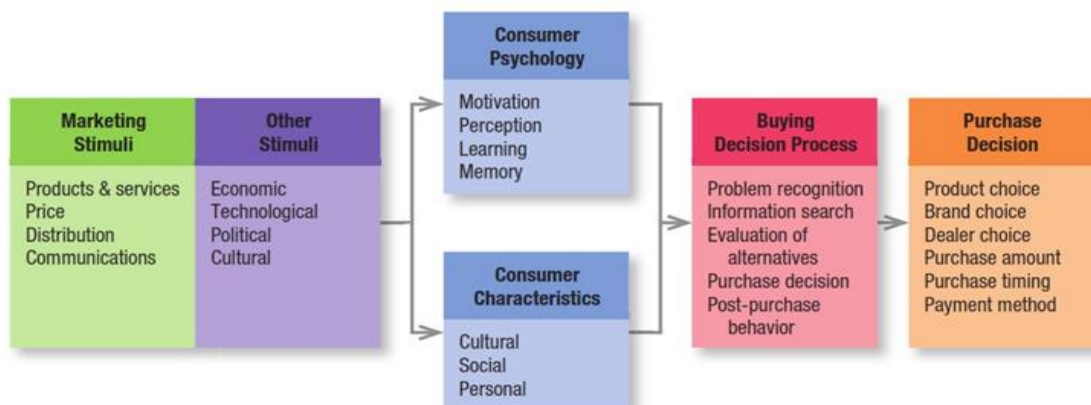 Marketing
Stimuli
Products & services
Price
Distribution
Communications
Other
Stimuli
Economic
Technological
Political
Cultural
Consumer
Psychology
Motivation
Perception
Learning
Memory
Consumer
Characteristics
Cultural
Social
Personal
Buying
Decision Process
Problem recognition
Information search
Evaluation of
alternatives
Purchase decision
Post-purchase
behavior
Purchase
Decision
Product choice
Brand choice
Dealer choice
Purchase amount
Purchase timing
Payment method